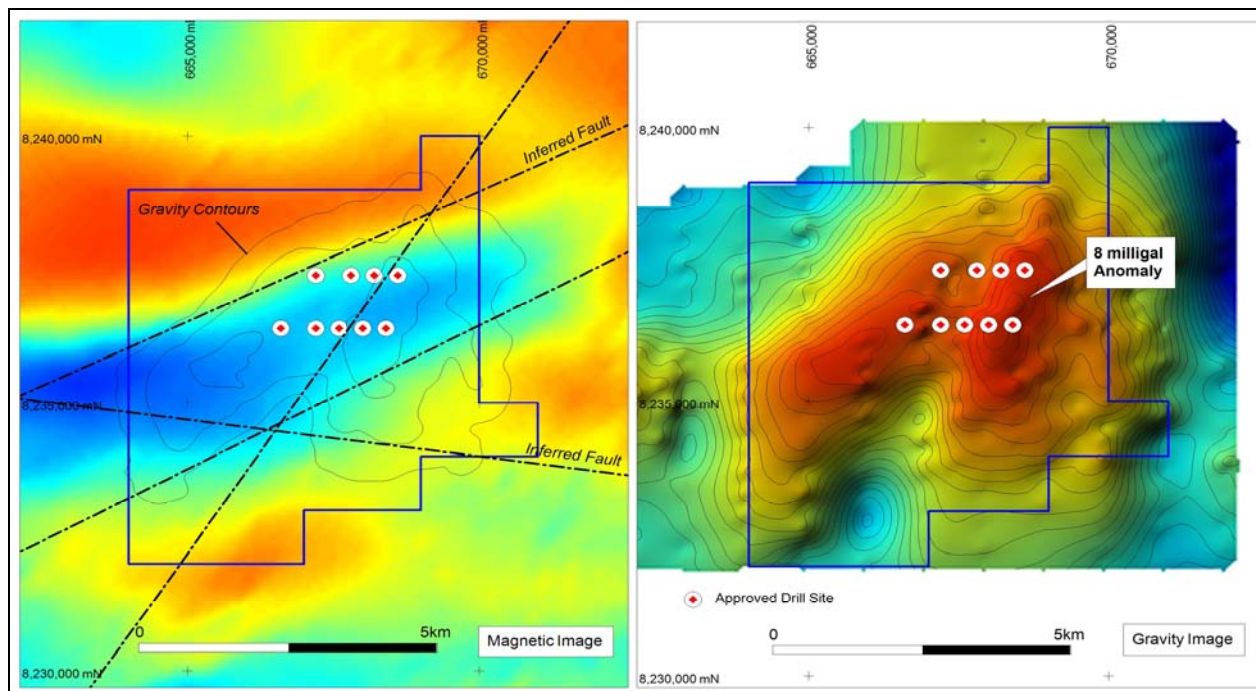 665,000 mE
670,000 mE
8,240,000 mN
Inferred Fault
Gravity Contours
8,235,000 mN
Inferred Fault
0
5km
Magnetic Image
8,230,000 mN
665,000 mE
670,000 mE
8,240,000 mN
8 milligal
Anomaly
8,235,000 mN
Approved Drill Site
0
5km
Gravity Image
8,230,000 mN